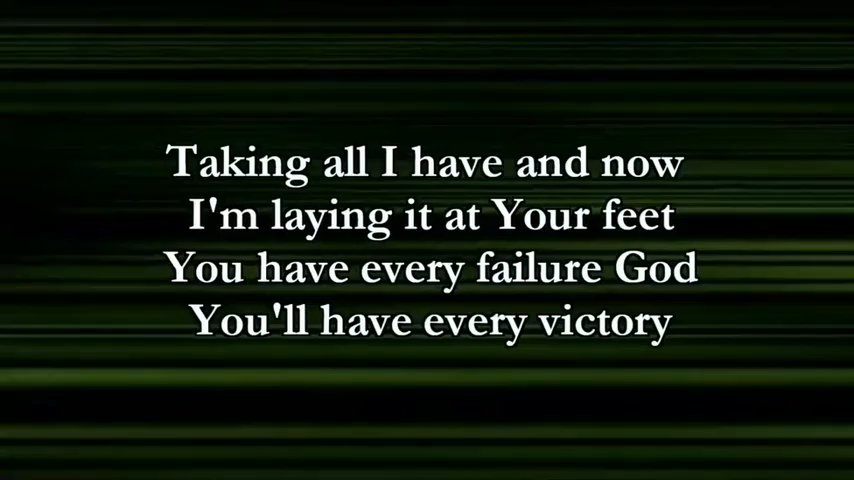 Taking all I have and now
I'm laying it at Your feet
You have every failure God
You'll have every victory